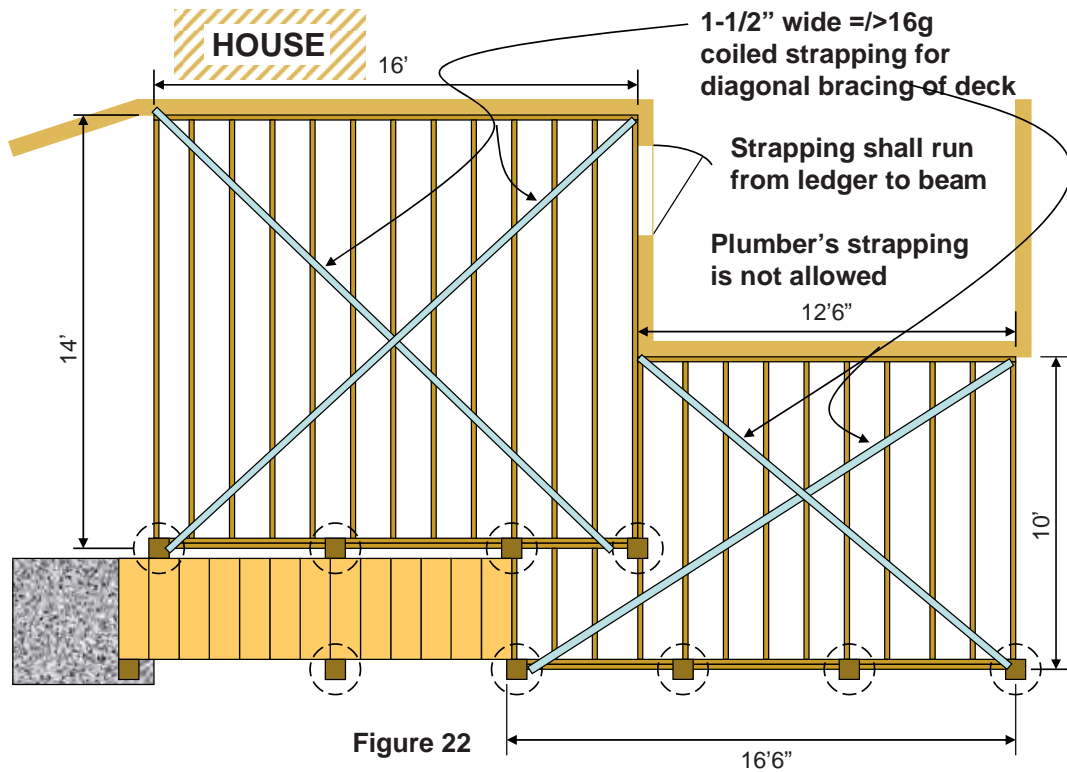 HOUSE
16’
1-1/2” wide =/>16g
coiled strapping for
diagonal bracing of deck
Strapping shall run
from ledger to beam
Plumber’s strapping
is not allowed
12’6”
14’
10’
Figure 22
16’6”